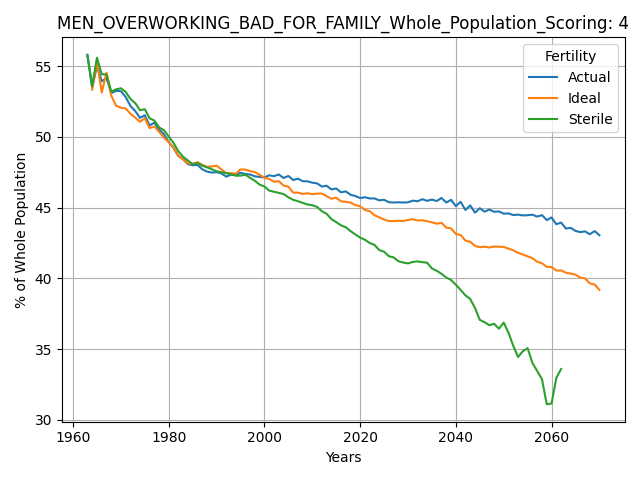 MEN_OVERWORKING_BAD_FOR_FAMILY_Whole_Population_Scoring: 4
Fertility
Actual
Ideal
Sterile
% of Whole Population
55
50
45
40
35
30
1960
1980
2000
2020
2040
2060
Years